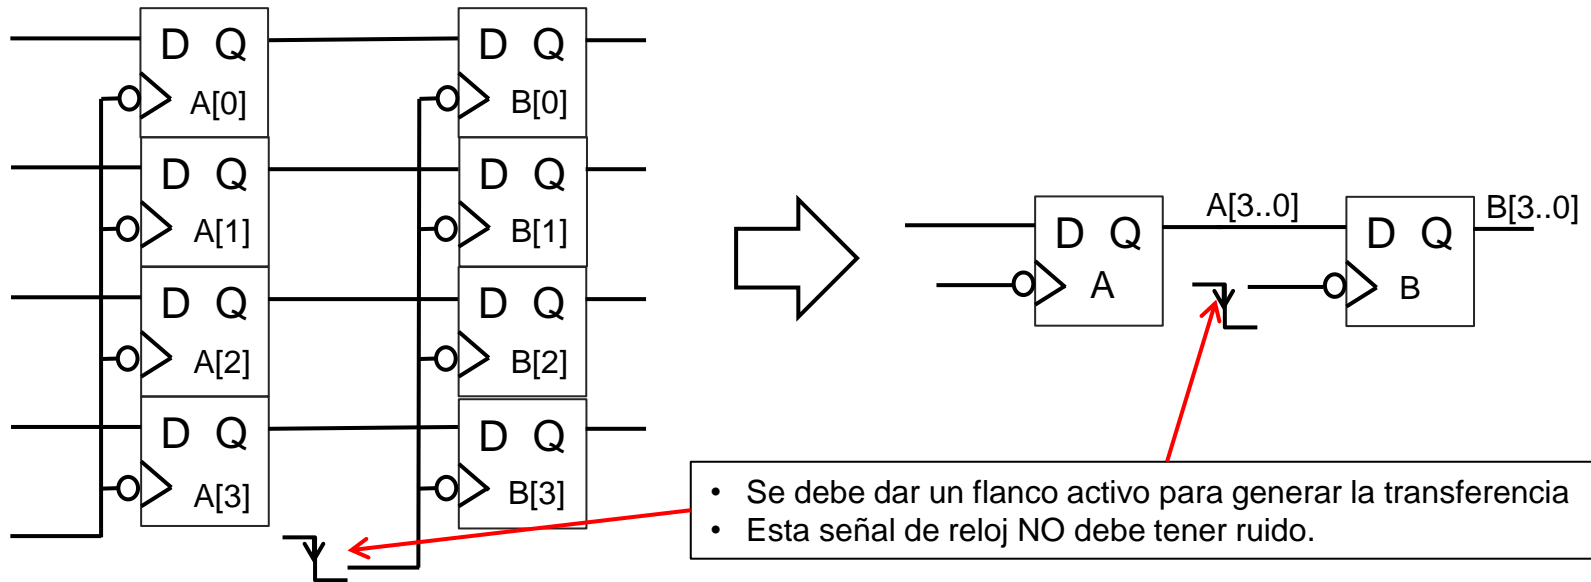 D Q
A[0]
D Q
B[0]
D Q
A[1]
D Q
B[1]
D Q
A[2]
D Q
B[2]
D Q
A[3]
D Q
B[3]
D Q
A
A[3..0]
D Q
B
B[3..0]
• Se debe dar un flanco activo para generar la transferencia
• Esta señal de reloj NO debe tener ruido.